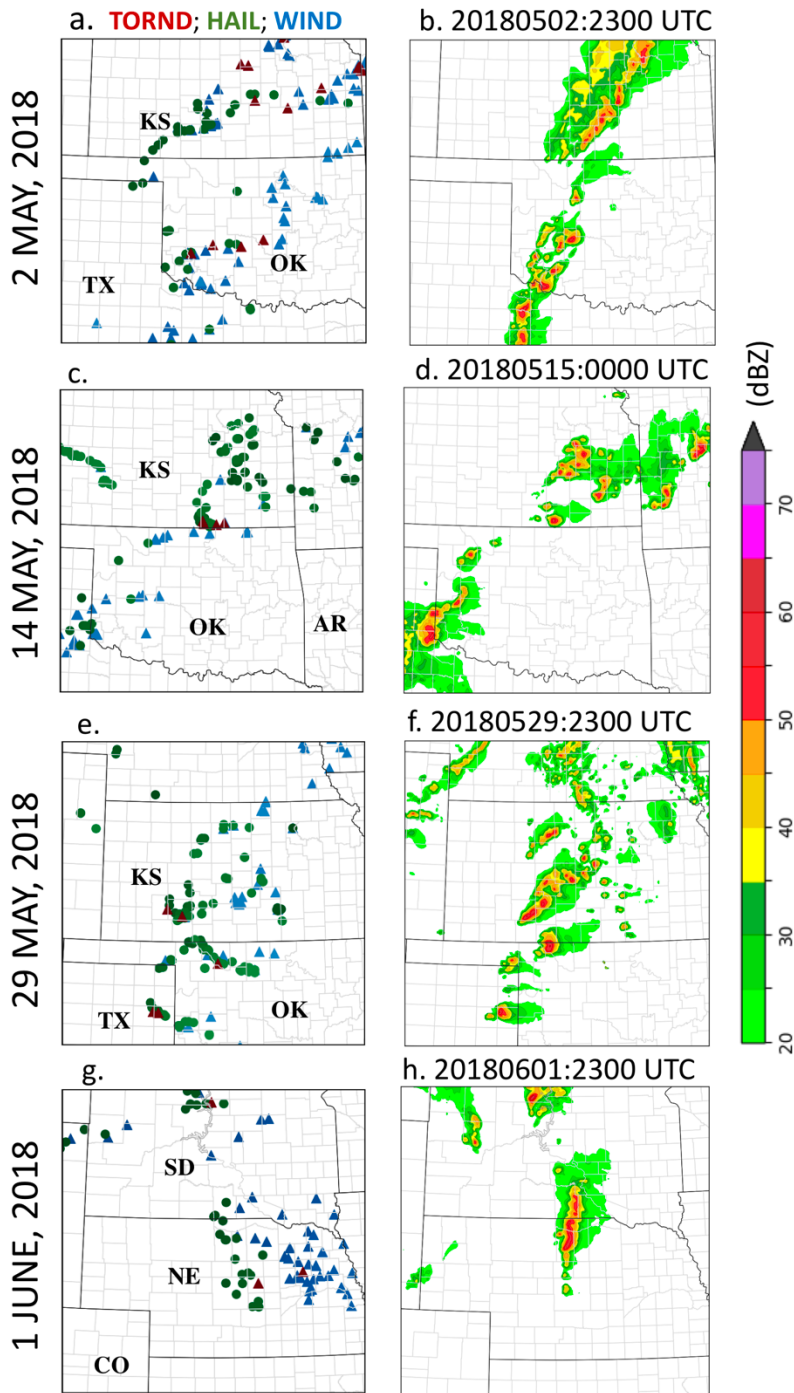 a. TORND; HAIL; WIND
b. 20180502:2300 UTC
2 MAY, 2018
KS
TX
OK
c.
d. 20180515:0000 UTC
14 MAY, 2018
KS
OK
AR
e.
f. 20180529:2300 UTC
29 MAY, 2018
KS
TX
OK
g.
h. 20180601:2300 UTC
1 JUNE, 2018
SD
NE
CO
(dBZ)
70
60
50
40
30
20